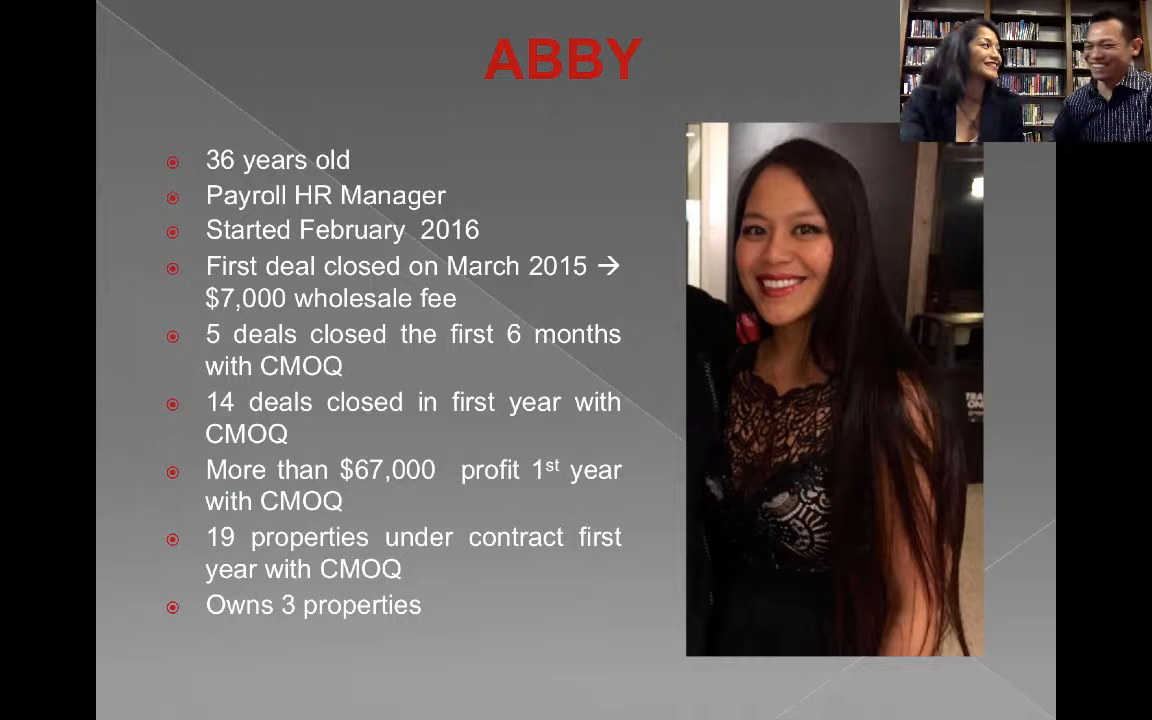 ABBY
36 years old
Payroll HR Manager
Started February 2016
First deal closed on March 2015 →
$7,000 wholesale fee
5 deals closed the first 6 months
with CMOQ
14 deals closed in first year with
CMOQ
More than $67,000 profit 1st year
with CMOQ
19 properties under contract first
year with CMOQ
Owns 3 properties